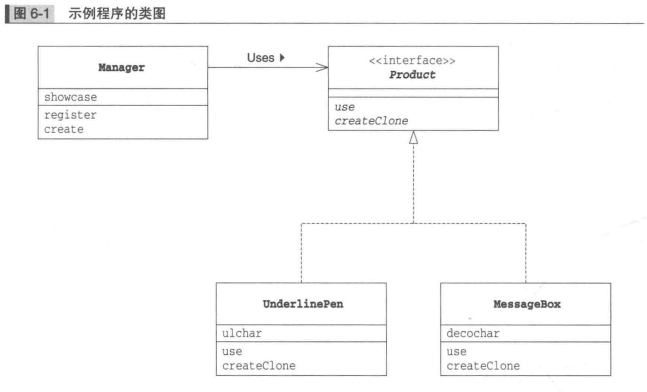 图 6-1 示例程序的类图
Manager
showcase
register
create
Uses
<<interface>>
Product
use
createClone
UnderlinePen
ulchar
use
createClone
MessageBox
decochar
use
createClone